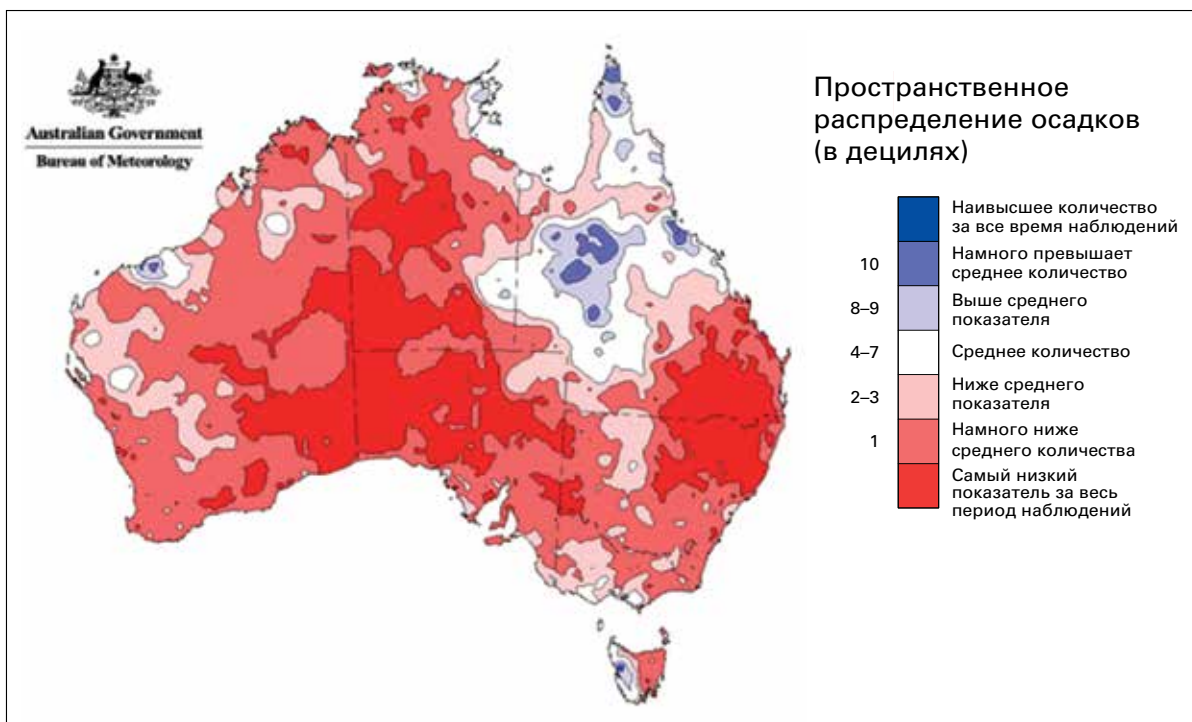 Australian Government
Bureau of Meteorology
Пространственное
распределение осадков
(в децилях)
Наивысшее количество
за все время наблюдений
10
Намного превышает
среднее количество
8–9
Выше среднего
показателя
4–7
Среднее количество
2–3
Ниже среднего
показателя
1
Намного ниже
среднего количества
Самый низкий
показатель за весь
период наблюдений